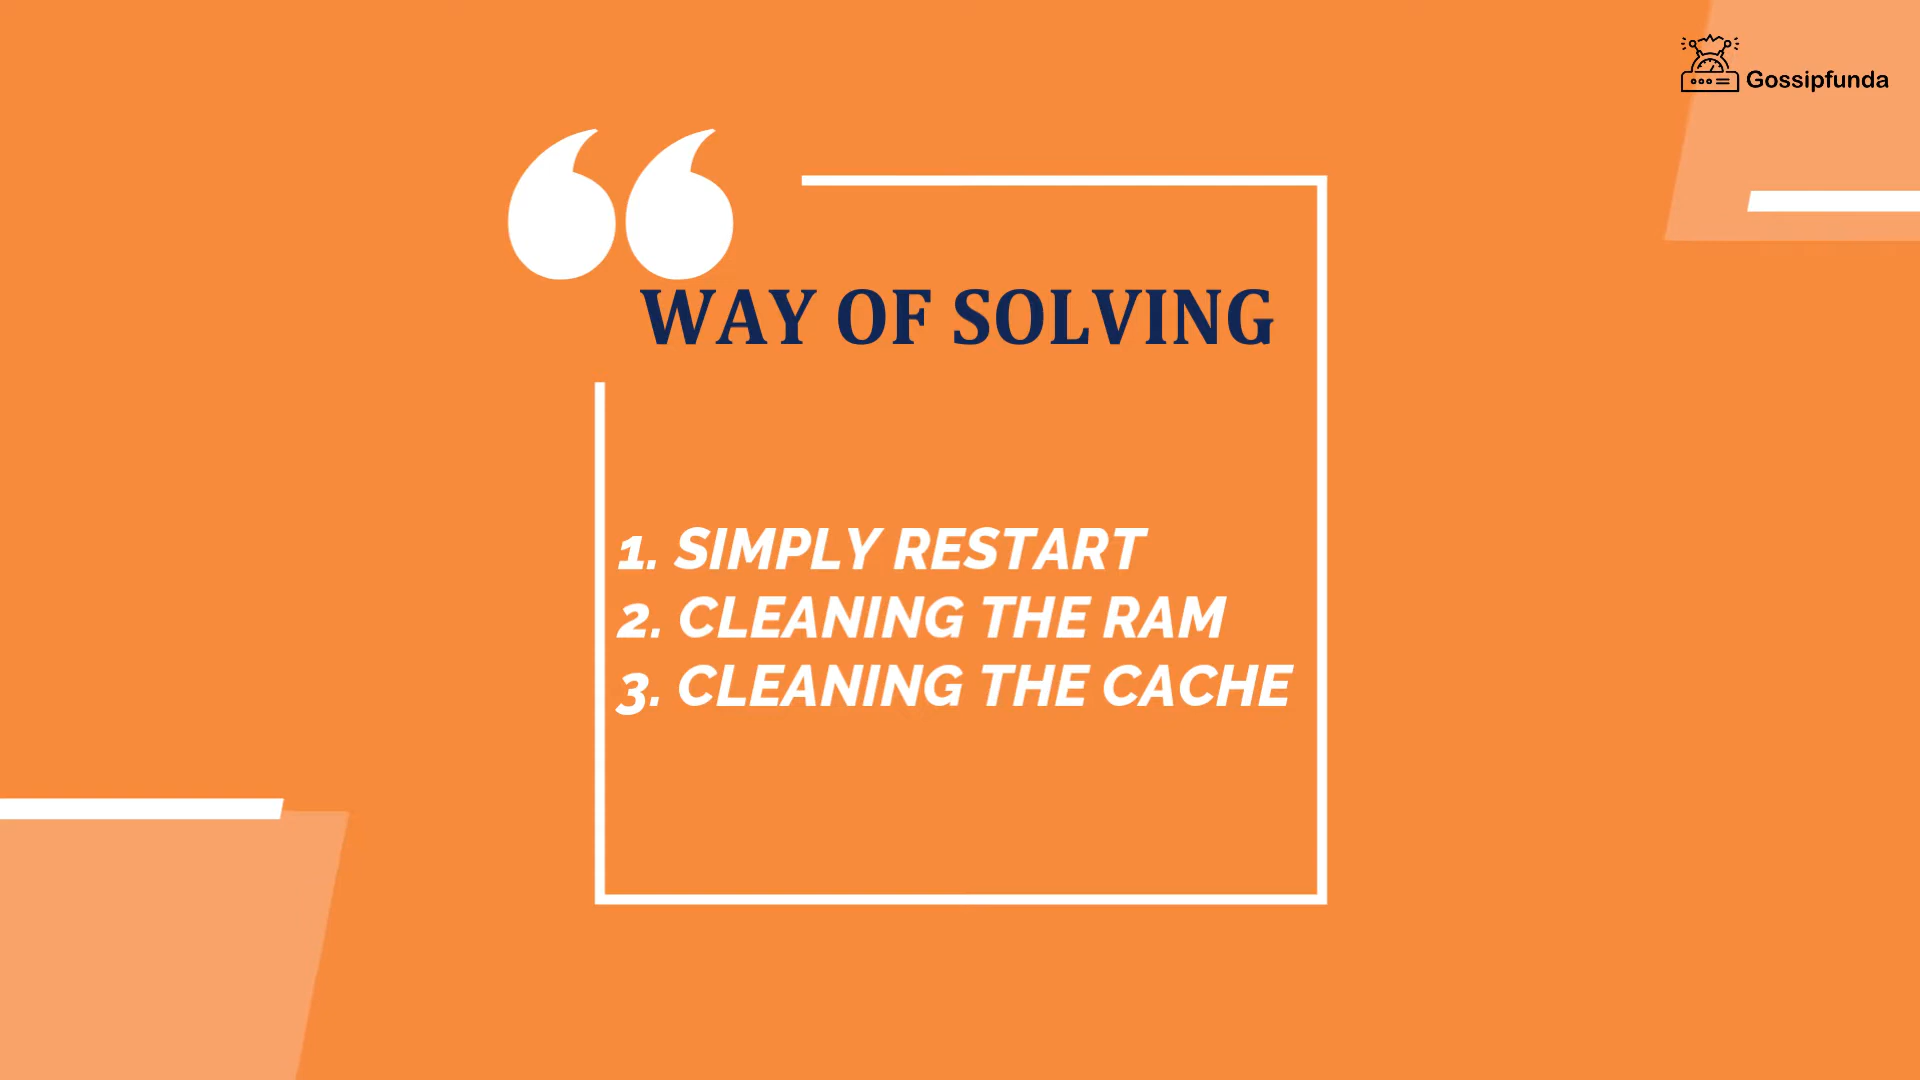 Gossipfunda
WAY OF SOLVING
1. SIMPLY RESTART
2. CLEANING THE RAM
3. CLEANING THE CACHE